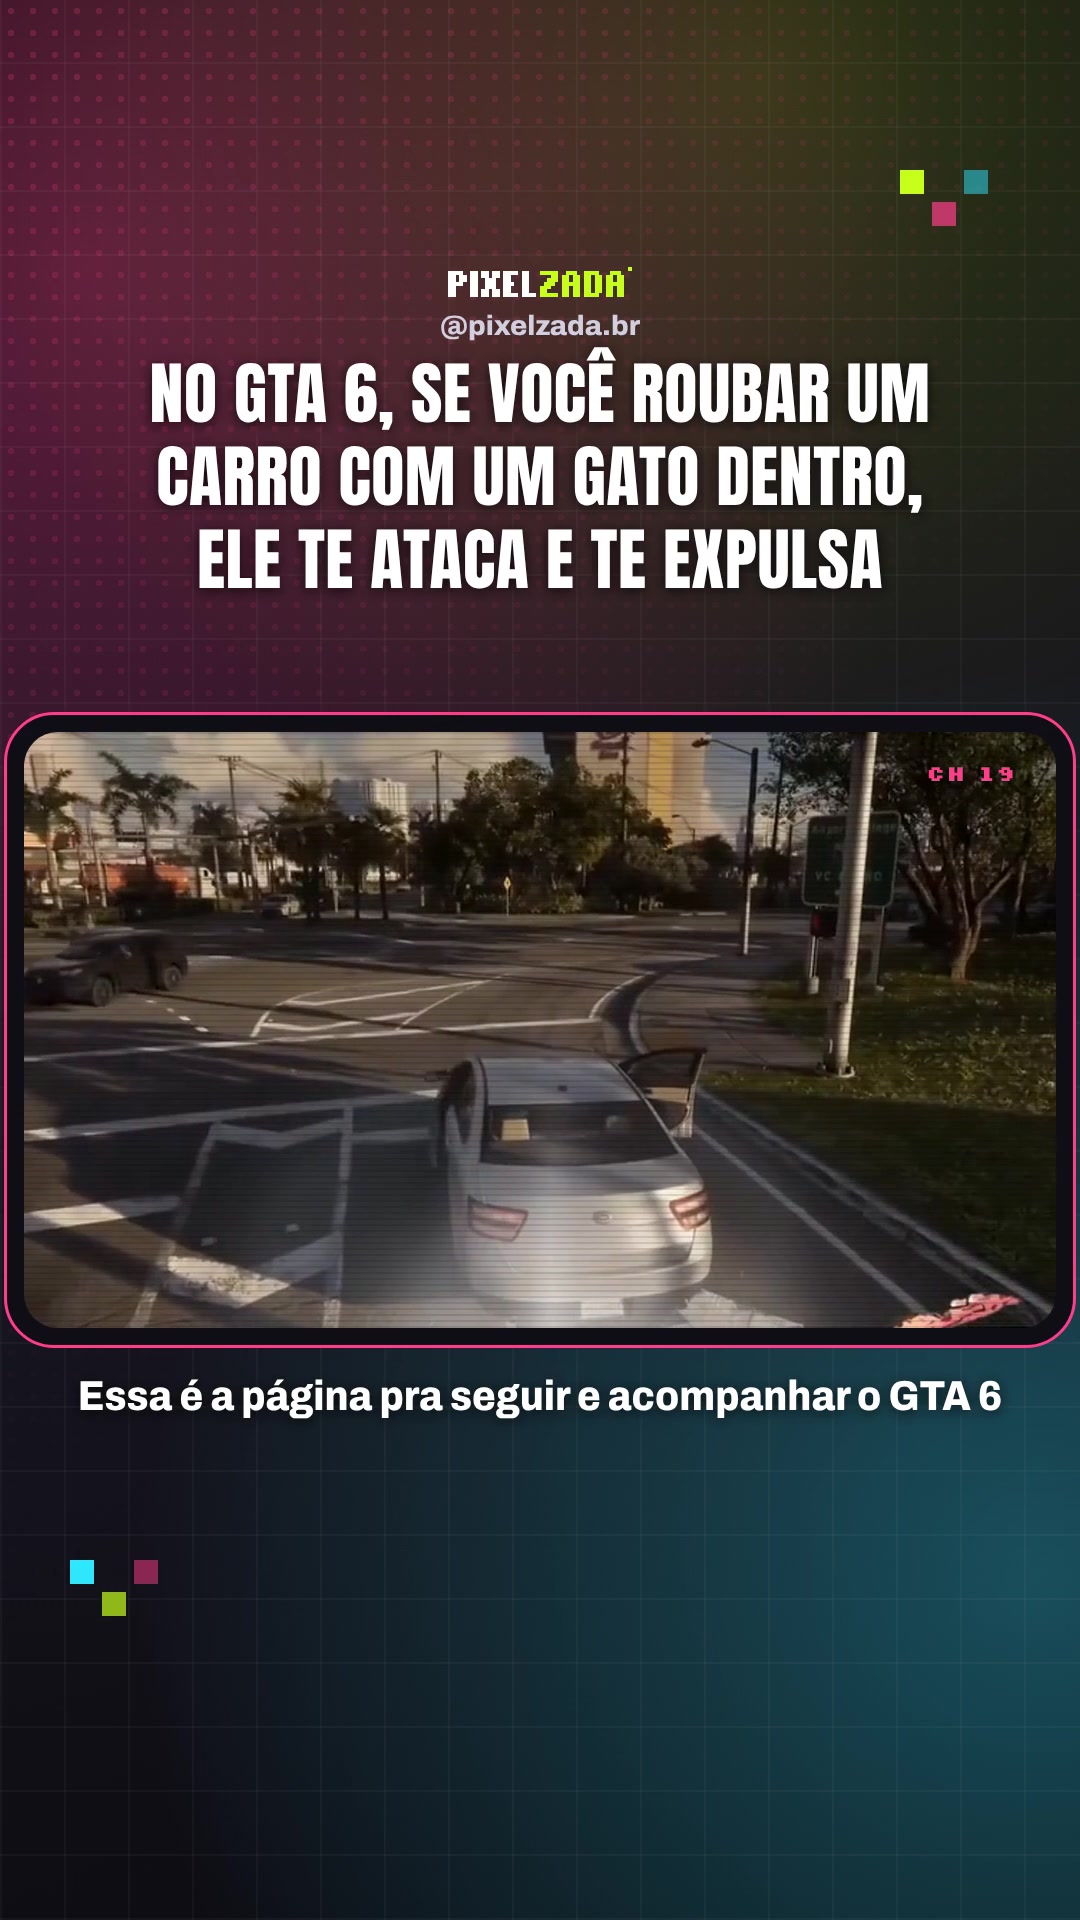 PIXELZADA
@pixelzada.br
NO GTA 6, SE VOCÊ ROUBAR UM
CARRO COM UM GATO DENTRO,
ELE TE ATACA E TE EXPULSA
CH 19
Essa é a página pra seguir e acompanhar o GTA 6